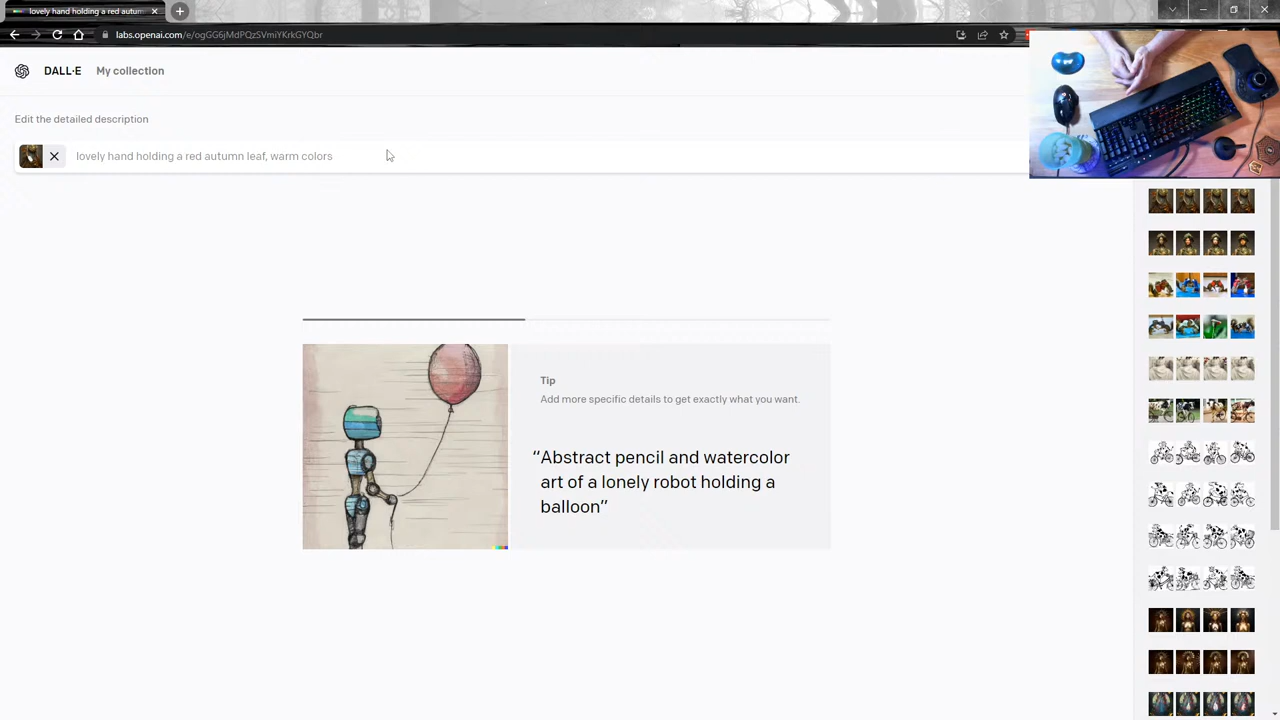 lovely hand holding a red autumn
labs.openai.com/e/ogGG6jMdPQzSVmiYKrkGYQbr
DALL·E My collection
Edit the detailed description
lovely hand holding a red autumn leaf, warm colors
Tip
Add more specific details to get exactly what you want.
“Abstract pencil and watercolor
art of a lonely robot holding a
balloon”